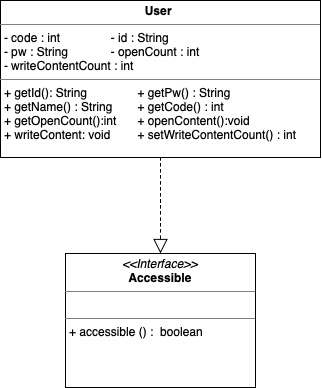 User
- code : int - id : String
- pw : String - openCount : int
- writeContentCount : int
+ getId(): String + getPw() : String
+ getName() : String + getCode() : int
+ getOpenCount():int + openContent():void
+ writeContent: void + setWriteContentCount() : int
<<Interface>>
Accessible
+ accessible () : boolean